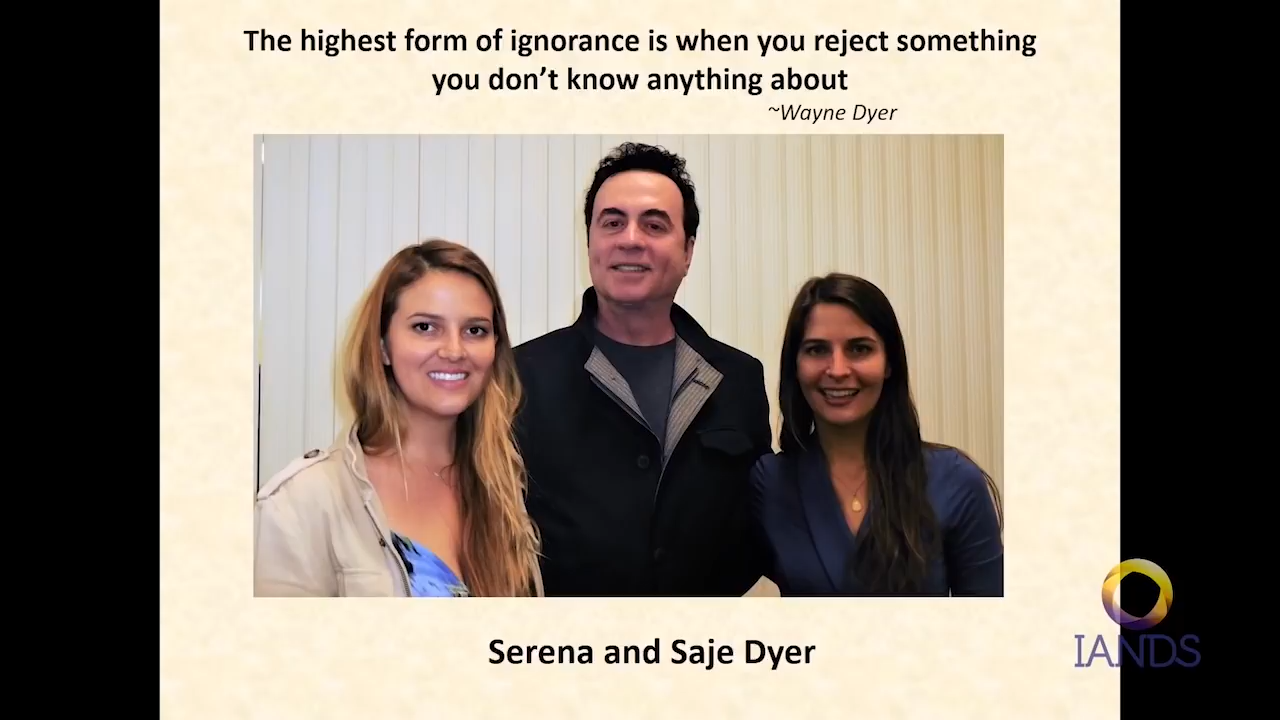 The highest form of ignorance is when you reject something
you don’t know anything about
~Wayne Dyer
Serena and Saje Dyer
IANDS